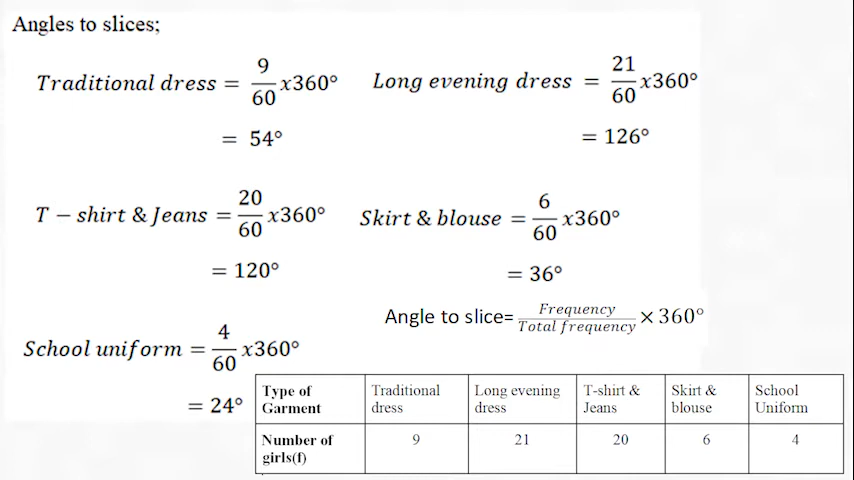 Angles to slices;
Traditional dress = 9/60 x360°
= 54°
Long evening dress = 21/60 x360°
= 126°
T − shirt & Jeans = 20/60 x360°
= 120°
Skirt & blouse = 6/60 x360°
= 36°
Angle to slice= Frequency/Total frequency × 360°
School uniform = 4/60 x360°
= 24°
Type of Garment | Traditional dress | Long evening dress | T-shirt & Jeans | Skirt & blouse | School Uniform
Number of girls(f) | 9 | 21 | 20 | 6 | 4